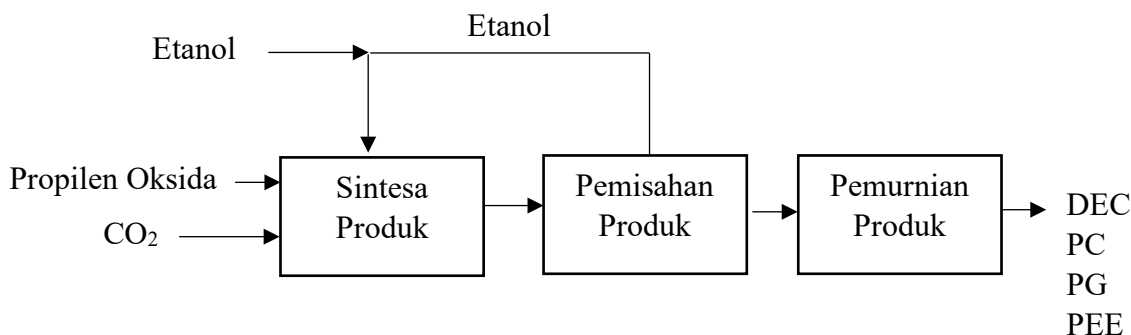 Etanol
Etanol
Propilen Oksida
CO₂
Sintesa
Produk
Pemisahan
Produk
Pemurnian
Produk
DEC
PC
PG
PEE